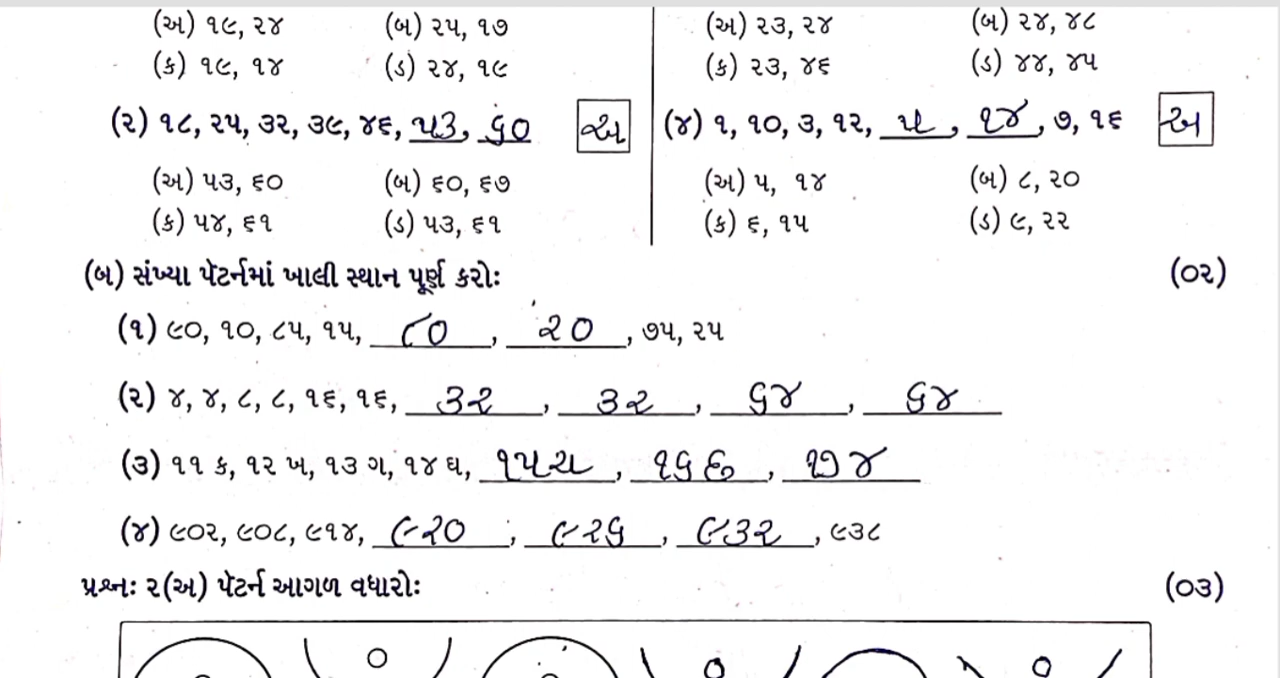 (અ) ૧૯, ૨૪ (બ) ૨૫, ૧૭
(ક) ૧૯, ૧૪ (ડ) ૨૪, ૧૯
(૨) ૧૮, ૨૫, ૩૨, ૩૯, ૪૬, ૫૩, ૬૦ અ
(અ) ૫૩, ૬૦ (બ) ૬૦, ૬૭
(ક) ૫૪, ૬૧ (ડ) ૫૩, ૬૧
(અ) ૨૩, ૨૪ (બ) ૨૪, ૪૮
(ક) ૨૩, ૪૬ (ડ) ૪૪, ૪૫
(૪) ૧, ૧૦, ૩, ૧૨, ૫, ૧૪, ૭, ૧૬ અ
(અ) ૫, ૧૪ (બ) ૮, ૨૦
(ક) ૬, ૧૫ (ડ) ૯, ૨૨
(બ) સંખ્યા પેટર્નમાં ખાલી સ્થાન પૂર્ણ કરોઃ (૦૨)
(૧) ૯૦, ૧૦, ૮૫, ૧૫, ૮૦, ૨૦, ૭૫, ૨૫
(૨) ૪, ૪, ૮, ૮, ૧૬, ૧૬, ૩૨, ૩૨, ૬૪, ૬૪
(૩) ૧૧ ક, ૧૨ ખ, ૧૩ ગ, ૧૪ ઘ, ૧૫ ચ, ૧૬ છ, ૧૭ જ
(૪) ૯૦૨, ૯૦૮, ૯૧૪, ૯૨૦, ૯૨૬, ૯૩૨, ૯૩૮
પ્રશ્નઃ ૨(અ) પેટર્ન આગળ વધારોઃ (૦૩)